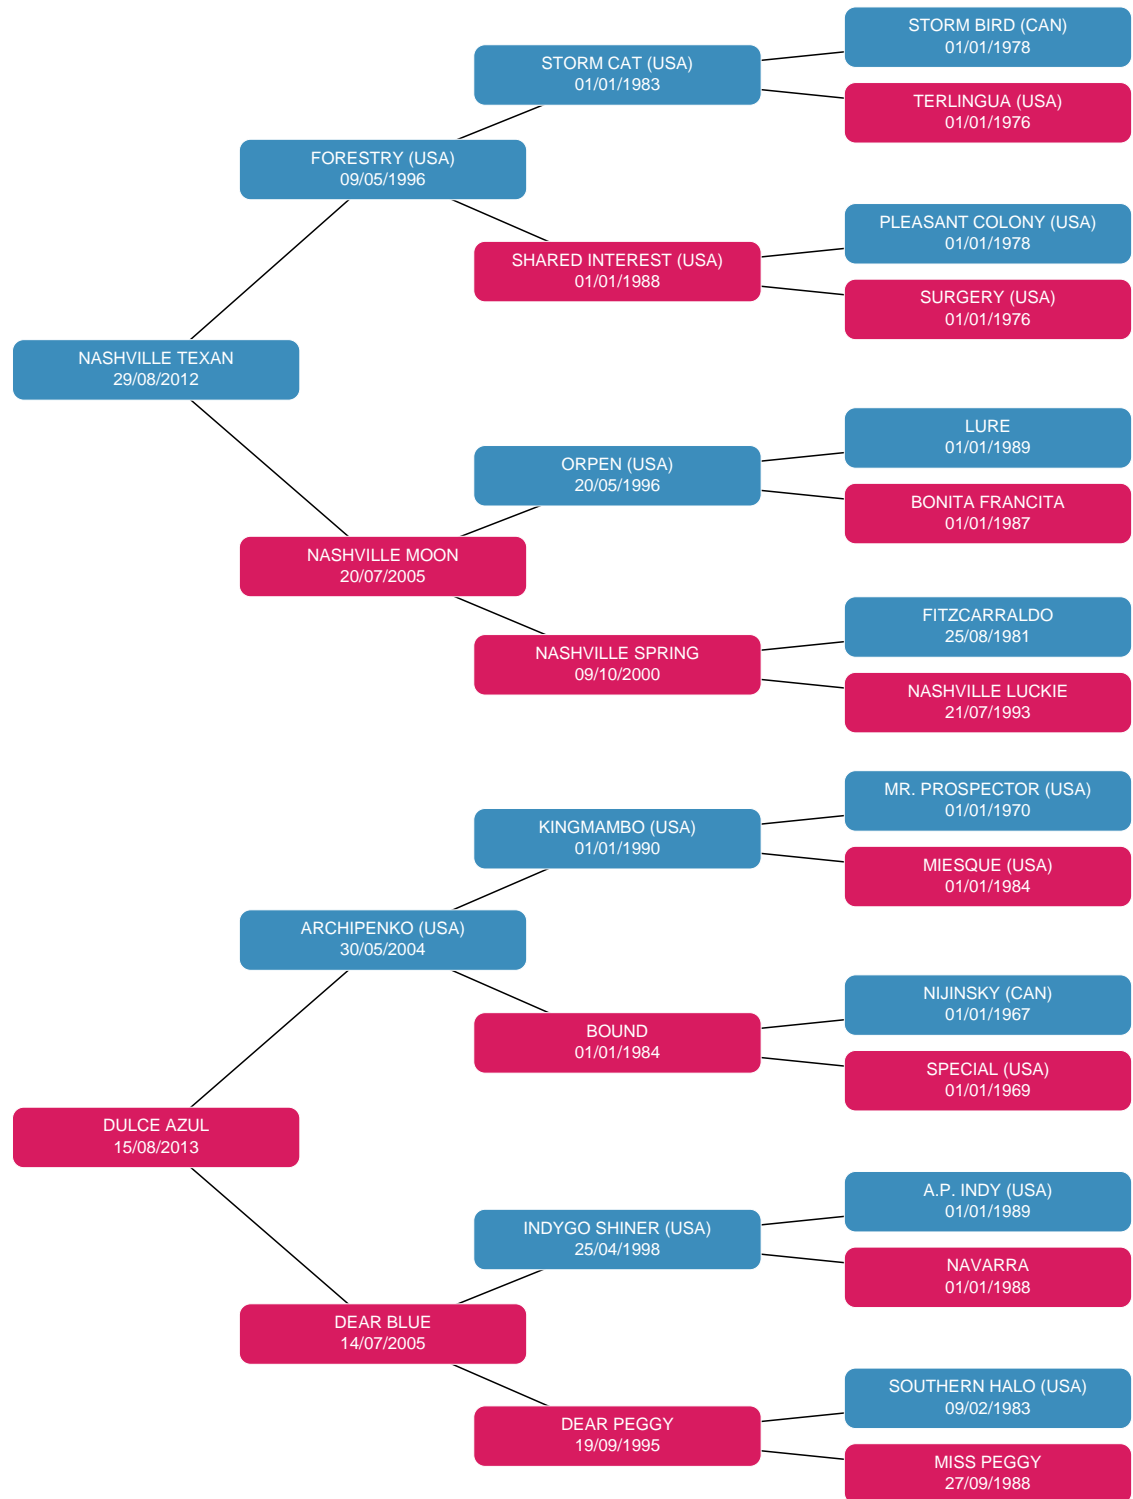 STORM BIRD (CAN)
01/01/1978
STORM CAT (USA)
01/01/1983
TERLINGUA (USA)
01/01/1976
FORESTRY (USA)
09/05/1996
PLEASANT COLONY (USA)
01/01/1978
SHARED INTEREST (USA)
01/01/1988
SURGERY (USA)
01/01/1976
NASHVILLE TEXAN
29/08/2012
LURE
01/01/1989
ORPEN (USA)
20/05/1996
BONITA FRANCITA
01/01/1987
NASHVILLE MOON
20/07/2005
FITZCARRALDO
25/08/1981
NASHVILLE SPRING
09/10/2000
NASHVILLE LUCKIE
21/07/1993
MR. PROSPECTOR (USA)
01/01/1970
KINGMAMBO (USA)
01/01/1990
MIESQUE (USA)
01/01/1984
ARCHIPENKO (USA)
30/05/2004
NIJINSKY (CAN)
01/01/1967
BOUND
01/01/1984
SPECIAL (USA)
01/01/1969
DULCE AZUL
15/08/2013
A.P. INDY (USA)
01/01/1989
INDYGO SHINER (USA)
25/04/1998
NAVARRA
01/01/1988
DEAR BLUE
14/07/2005
SOUTHERN HALO (USA)
09/02/1983
DEAR PEGGY
19/09/1995
MISS PEGGY
27/09/1988